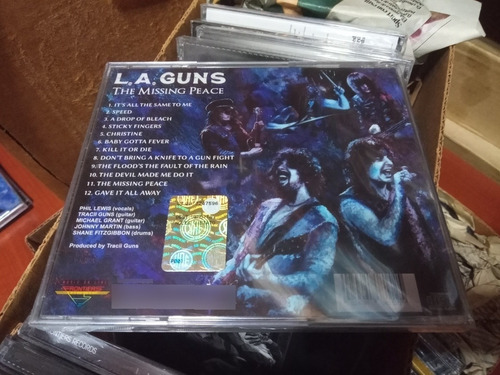 L.A. GUNS
THE MISSING PEACE
1. IT'S ALL THE SAME TO ME
2. SPEED
3. A DROP OF BLEACH
4. STICKY FINGERS
5. CHRISTINE
6. BABY GOTTA FEVER
7. KILL IT OR DIE
8. DON'T BRING A KNIFE TO A GUN FIGHT
9. THE FLOOD'S THE FAULT OF THE RAIN
10. THE DEVIL MADE ME DO IT
11. THE MISSING PEACE
12. GAVE IT ALL AWAY
PHIL LEWIS (vocals)
TRACII GUNS (guitar)
MICHAEL GRANT (guitar)
JOHNNY MARTIN (bass)
SHANE FITZGIBBON (drums)
Produced by Tracii Guns
FRONTIERS
RECORDS